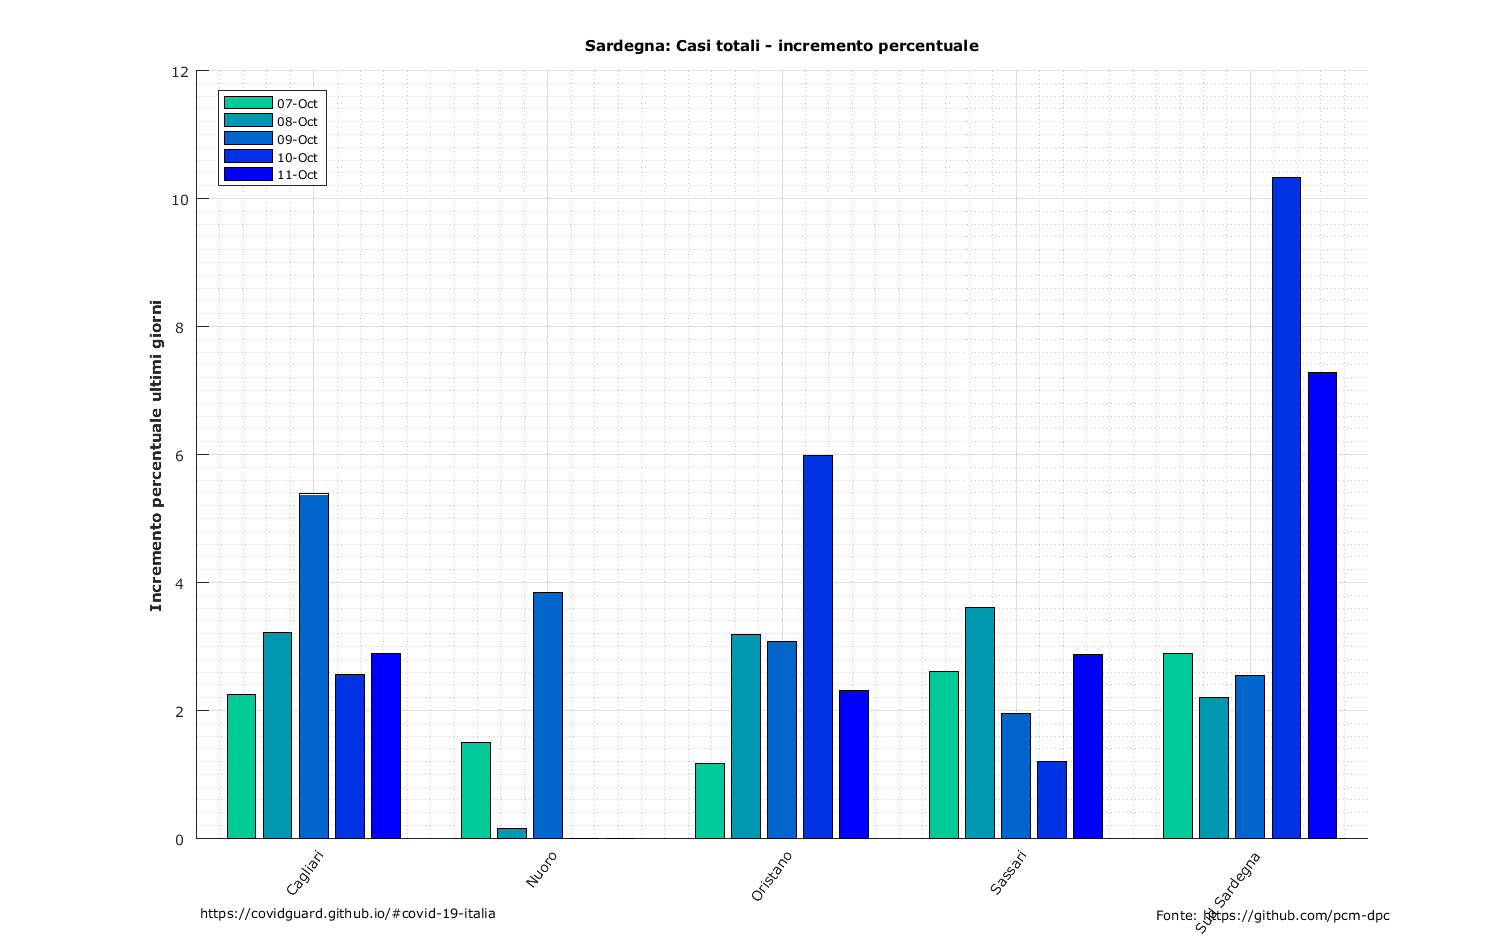 Sardegna: Casi totali - incremento percentuale
12
10
8
6
4
2
0
07-Oct
08-Oct
09-Oct
10-Oct
11-Oct
Incremento percentuale ultimi giorni
Cagliari
Nuoro
Oristano
Sassari
Sud Sardegna
https://covidguard.github.io/#covid-19-italia
Fonte: https://github.com/pcm-dpc